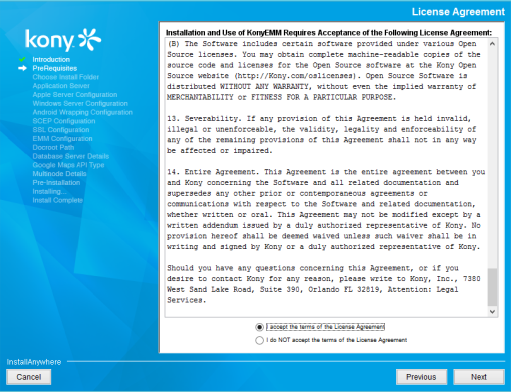 License Agreement
kony
Introduction
PreRequisites
Choose Install Folder
Application Server
Apple Server Configuration
Windows Server Configuration
Android Wrapping Configuration
SCEP Configuration
SSL Configuration
EMM Configuration
Docroot Path
Database Server Details
Google Maps API Type
Multinode Details
Pre-Installation
Installing...
Install Complete
Installation and Use of KonyEMM Requires Acceptance of the Following License Agreement:
(B) The Software includes certain software provided under various Open
Source licenses. You may obtain complete machine-readable copies of the
source code and licenses for the Open Source software at the Kony Open
Source website (http://Kony.com/oslicenses). Open Source Software is
distributed WITHOUT ANY WARRANTY, without even the implied warranty of
MERCHANTABILITY or FITNESS FOR A PARTICULAR PURPOSE.
13. Severability. If any provision of this Agreement is held invalid,
illegal or unenforceable, the validity, legality and enforceability of
any of the remaining provisions of this Agreement shall not in any way
be affected or impaired.
14. Entire Agreement. This Agreement is the entire agreement between you
and Kony concerning the Software and all related documentation and
supersedes any other prior or contemporaneous agreements or
communications with respect to the Software and related documentation,
whether written or oral. This Agreement may not be modified except by a
written addendum issued by a duly authorized representative of Kony. No
provision hereof shall be deemed waived unless such waiver shall be in
writing and signed by Kony or a duly authorized representative of Kony.
Should you have any questions concerning this Agreement, or if you
desire to contact Kony for any reason, please write to Kony, Inc., 7380
West Sand Lake Road, Suite 390, Orlando FL 32819, Attention: Legal
Services.
I accept the terms of the License Agreement
I do NOT accept the terms of the License Agreement
InstallAnywhere
Cancel
Previous
Next